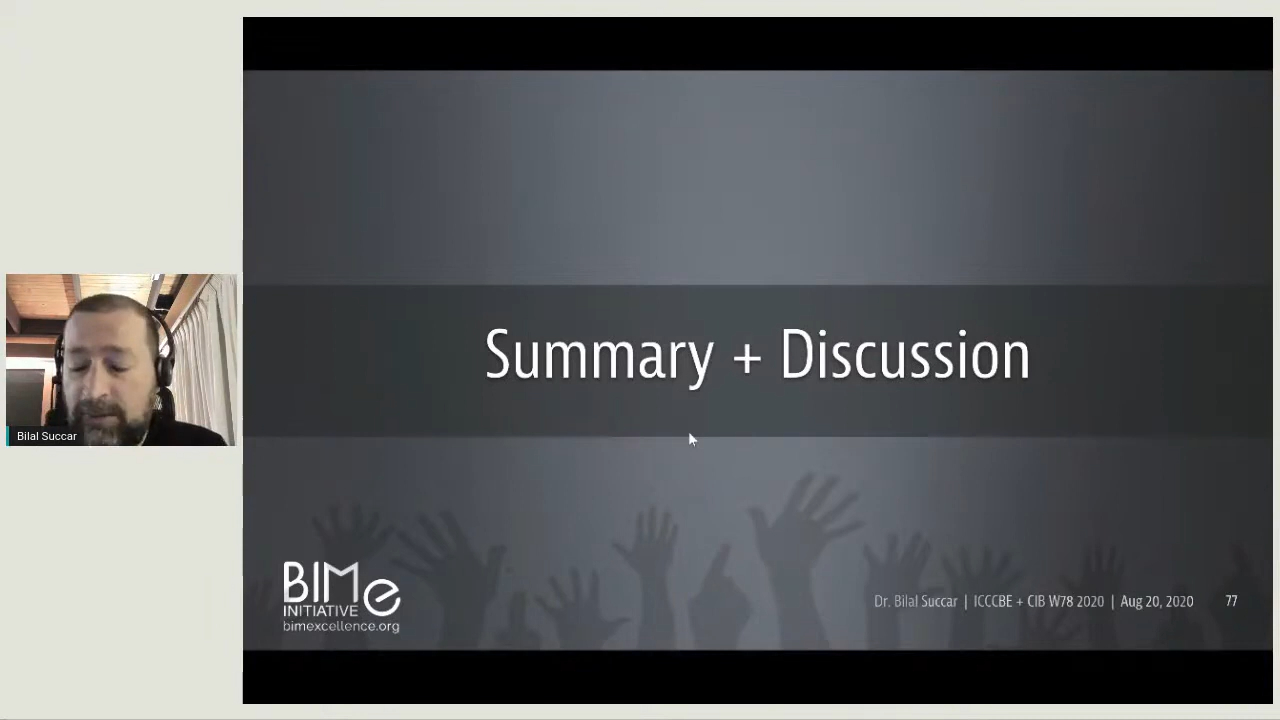 Summary + Discussion
Bilal Succar
BIMe
INITIATIVE
bimexcellence.org
Dr. Bilal Succar | ICCCBE + CIB W78 2020 | Aug 20, 2020 77